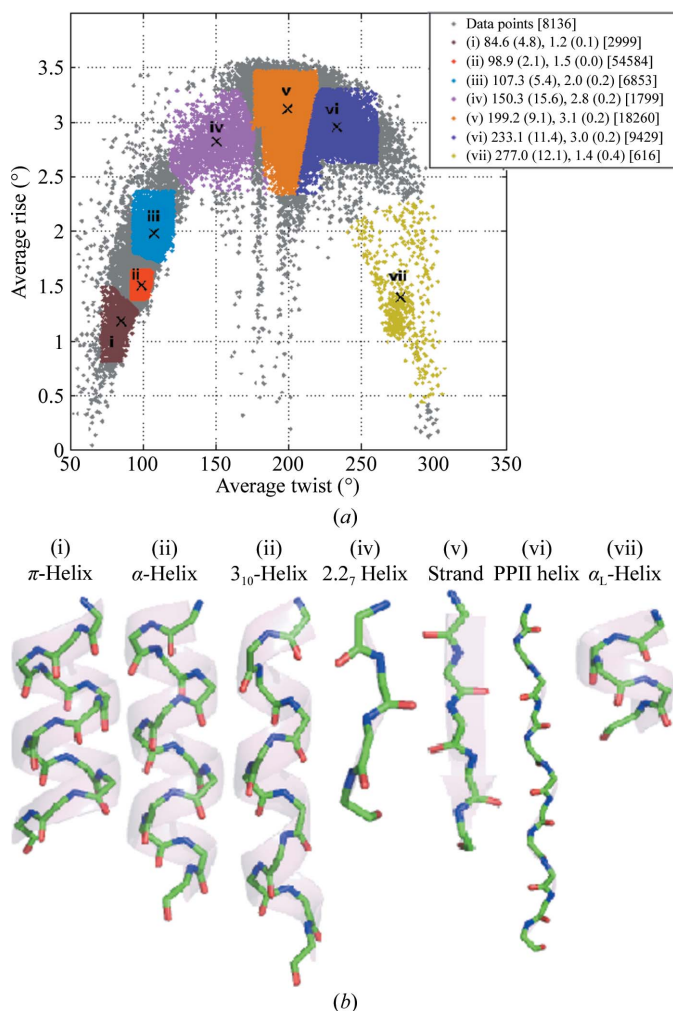 Data points [8136]
(i) 84.6 (4.8), 1.2 (0.1) [2999]
(ii) 98.9 (2.1), 1.5 (0.0) [54584]
(iii) 107.3 (5.4), 2.0 (0.2) [6853]
(iv) 150.3 (15.6), 2.8 (0.2) [1799]
(v) 199.2 (9.1), 3.1 (0.2) [18260]
(vi) 233.1 (11.4), 3.0 (0.2) [9429]
(vii) 277.0 (12.1), 1.4 (0.4) [616]
Average rise (°)
3.5
3
2.5
2
1.5
1
0.5
0
v
vi
iv
iii
ii
i
vii
50 100 150 200 250 300 350
Average twist (°)
(a)
(i) (ii) (ii) (iv) (v) (vi) (vii)
π-Helix α-Helix 3₁₀-Helix 2.2₇ Helix Strand PPII helix α_L-Helix
(b)